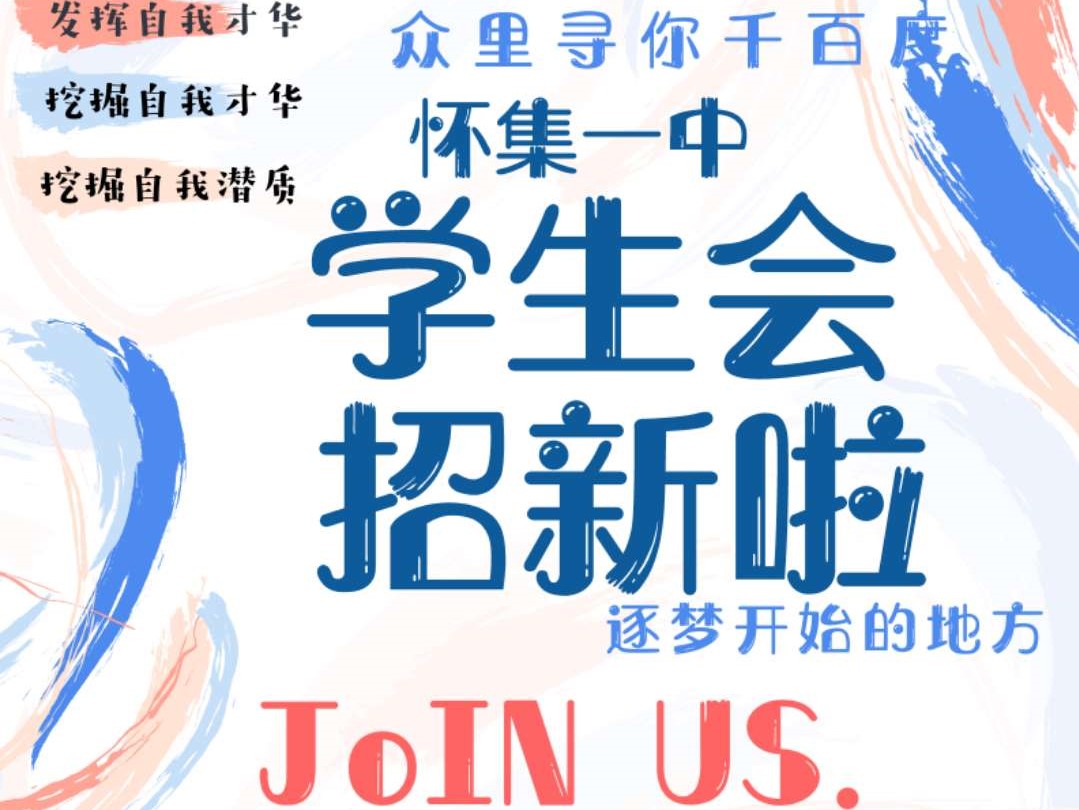 发挥自我才华
众里寻你千百度
挖掘自我才华
怀集一中
挖掘自我潜质
学生会
招新啦
逐梦开始的地方
JoIN US.